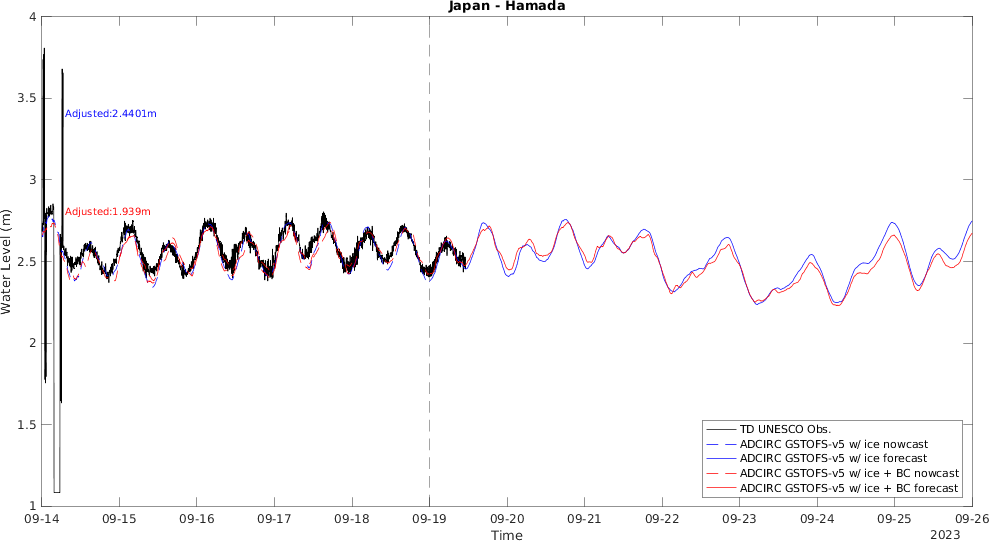 Japan - Hamada
Water Level (m)
4
3.5
3
2.5
2
1.5
1
Adjusted:2.4401m
Adjusted:1.939m
TD UNESCO Obs.
ADCIRC GSTOFS-v5 w/ ice nowcast
ADCIRC GSTOFS-v5 w/ ice forecast
ADCIRC GSTOFS-v5 w/ ice + BC nowcast
ADCIRC GSTOFS-v5 w/ ice + BC forecast
09-14 09-15 09-16 09-17 09-18 09-19 09-20 09-21 09-22 09-23 09-24 09-25 09-26
Time
2023